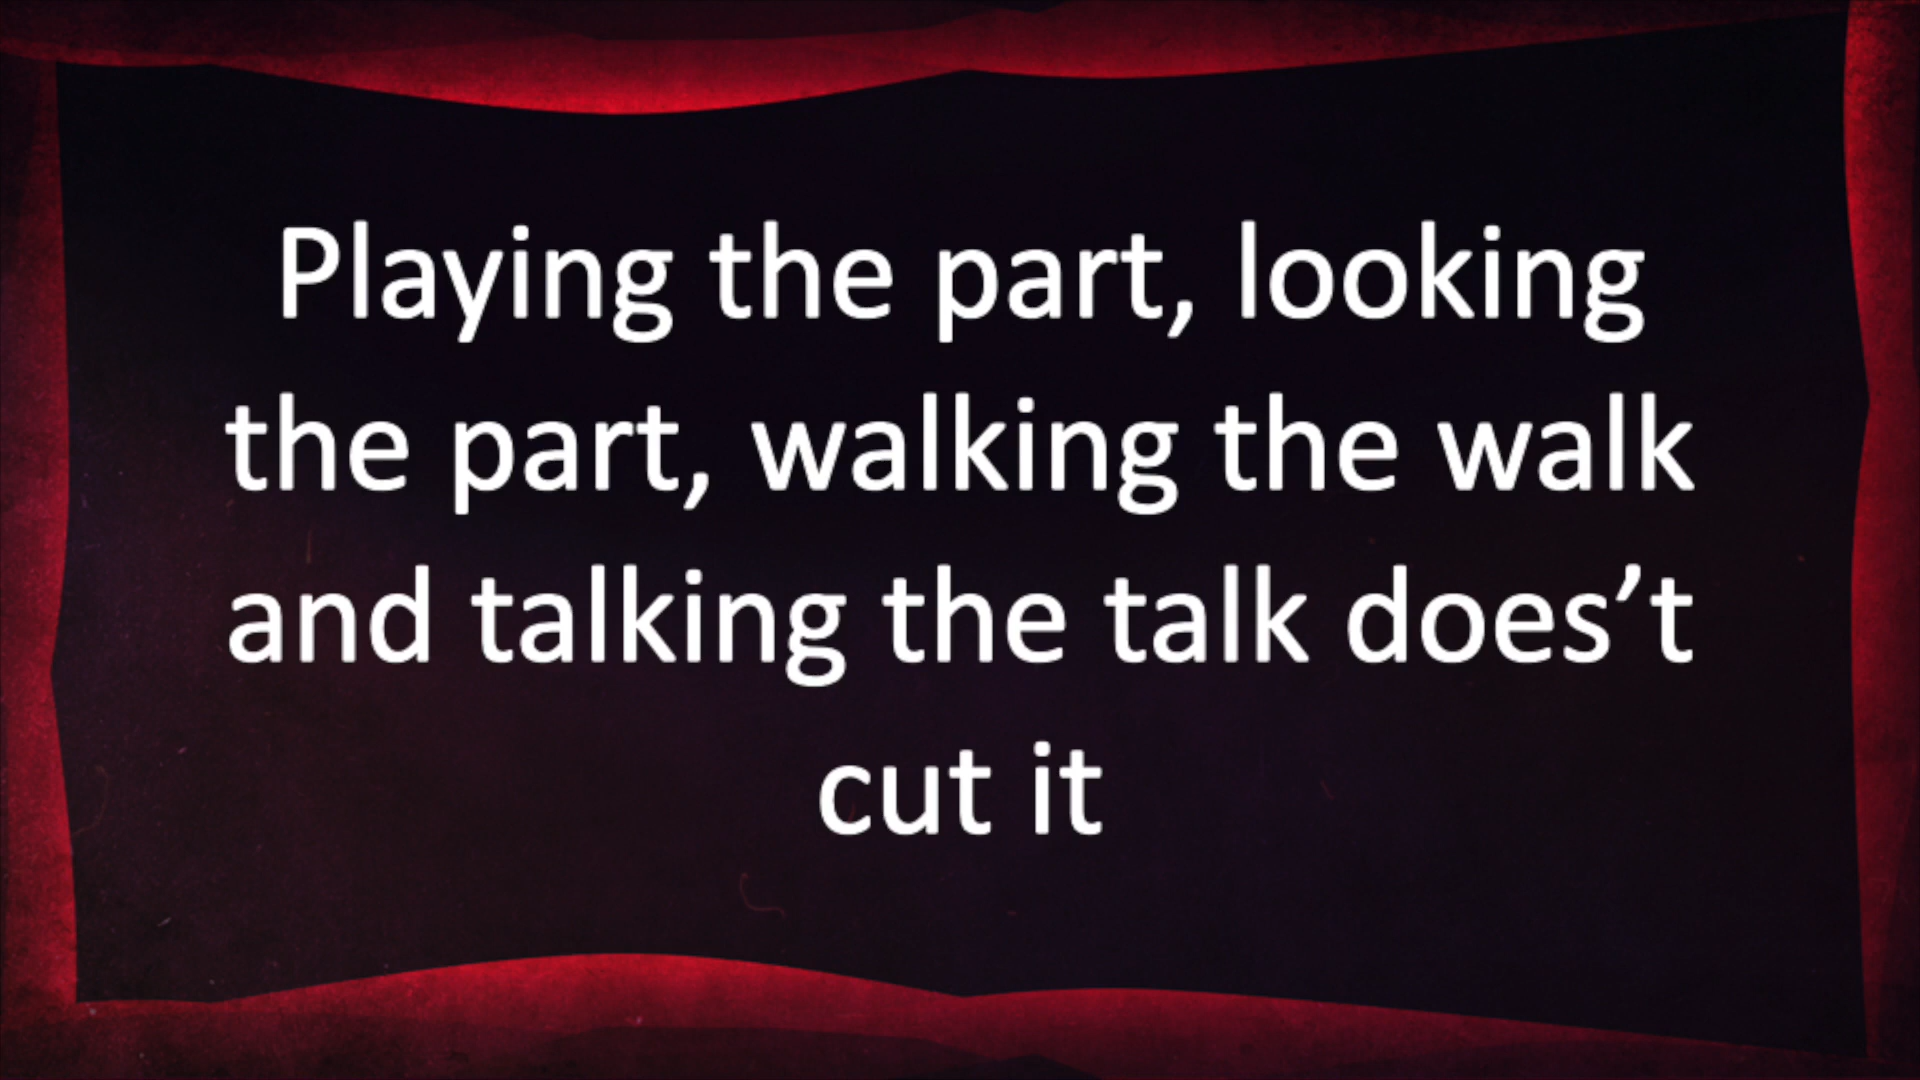 Playing the part, looking
the part, walking the walk
and talking the talk does’t
cut it